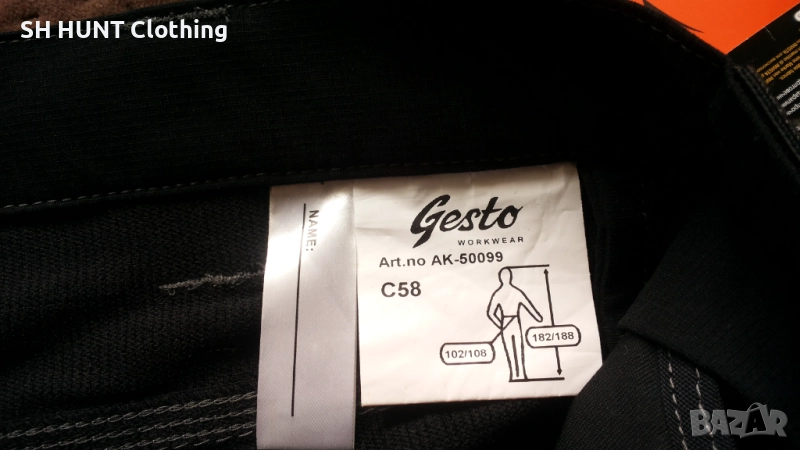 SH HUNT Clothing
NAME:
Gesto
WORKWEAR
Art.no AK-50099
C58
182/188
102/108
BAZAR